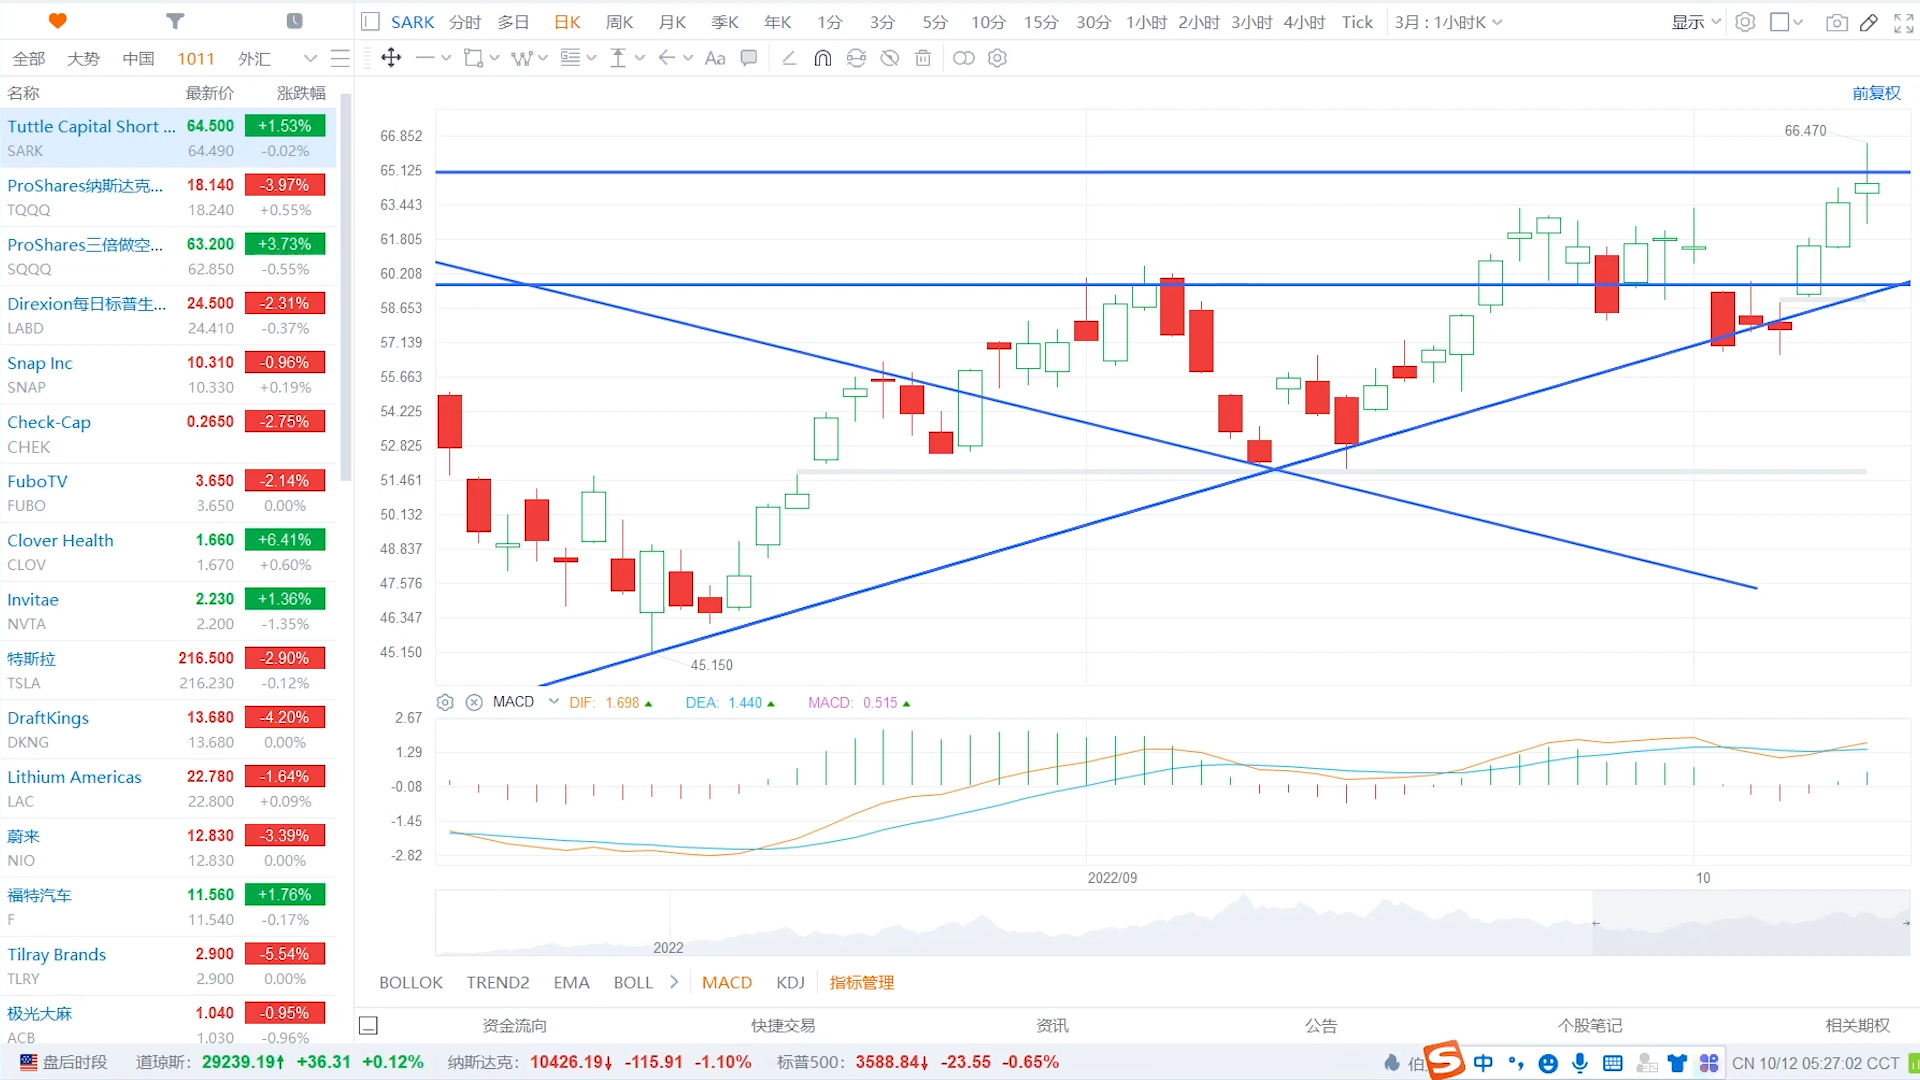 SARK 分时 多日 日K 周K 月K 季K 年K 1分 3分 5分 10分 15分 30分 1小时 2小时 3小时 4小时 Tick 3月 : 1小时K 显示
全部 大势 中国 1011 外汇
Aa
名称 最新价 涨跌幅
前复权
Tuttle Capital Short ... 64.500 +1.53%
SARK 64.490 -0.02%
ProShares纳斯达克... 18.140 -3.97%
TQQQ 18.240 +0.55%
ProShares三倍做空... 63.200 +3.73%
SQQQ 62.850 -0.55%
Direxion每日标普生... 24.500 -2.31%
LABD 24.410 -0.37%
Snap Inc 10.310 -0.96%
SNAP 10.330 +0.19%
Check-Cap 0.2650 -2.75%
CHEK
FuboTV 3.650 -2.14%
FUBO 3.650 0.00%
Clover Health 1.660 +6.41%
CLOV 1.670 +0.60%
Invitae 2.230 +1.36%
NVTA 2.200 -1.35%
特斯拉 216.500 -2.90%
TSLA 216.230 -0.12%
DraftKings 13.680 -4.20%
DKNG 13.680 0.00%
Lithium Americas 22.780 -1.64%
LAC 22.800 +0.09%
蔚来 12.830 -3.39%
NIO 12.830 0.00%
福特汽车 11.560 +1.76%
F 11.540 -0.17%
Tilray Brands 2.900 -5.54%
TLRY 2.900 0.00%
极光大麻 1.040 -0.95%
ACB 1.030 -0.96%
66.852
65.125
63.443
61.805
60.208
58.653
57.139
55.663
54.225
52.825
51.461
50.132
48.837
47.576
46.347
45.150
66.470
45.150
MACD DIF: 1.698 DEA: 1.440 MACD: 0.515
2.67
1.29
-0.08
-1.45
-2.82
2022/09 10
2022
BOLLOK TREND2 EMA BOLL MACD KDJ 指标管理
资金流向 快捷交易 资讯 公告 个股笔记 相关期权
盘后时段 道琼斯: 29239.19↑ +36.31 +0.12% 纳斯达克: 10426.19↓ -115.91 -1.10% 标普500: 3588.84↓ -23.55 -0.65% 伯 S 中 CN 10/12 05:27:02 CCT